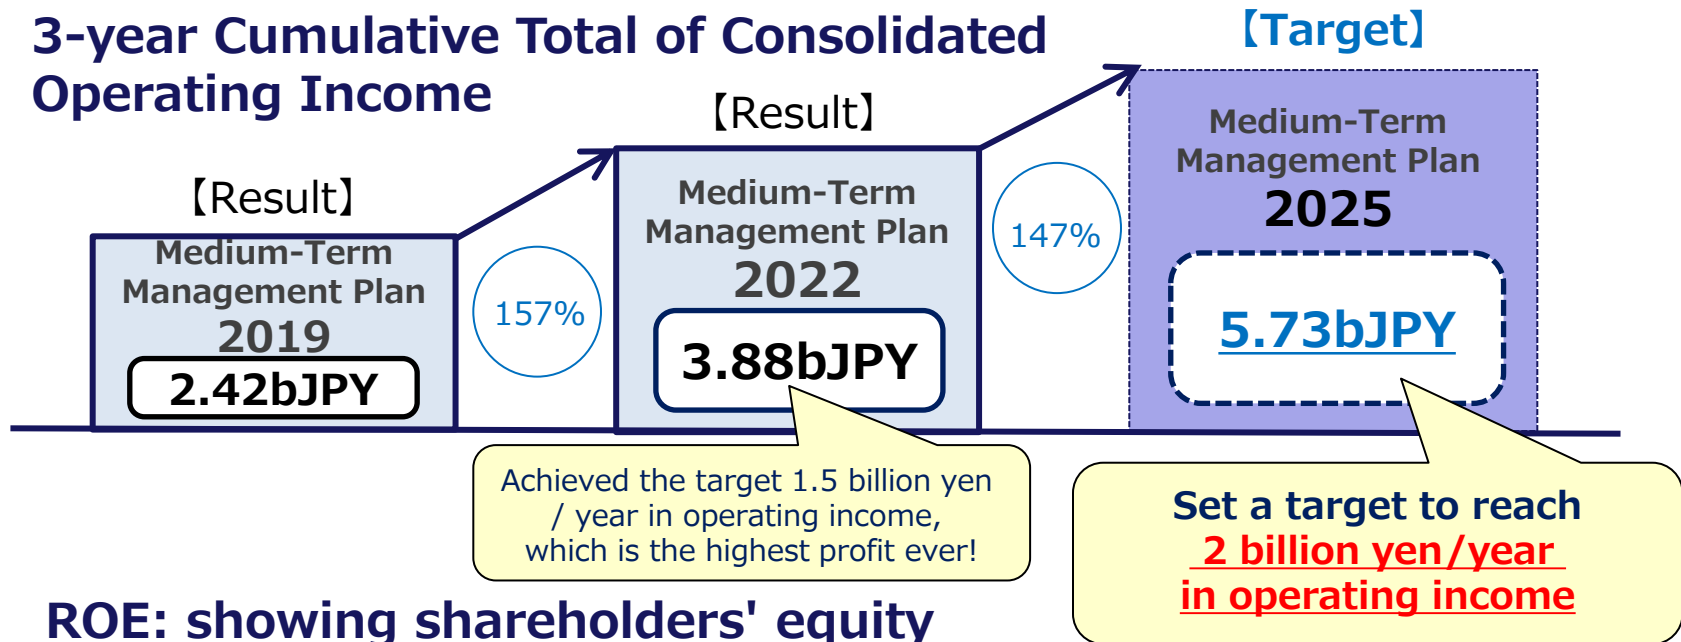 3-year Cumulative Total of Consolidated
Operating Income
【Result】
Medium-Term
Management Plan
2019
2.42bJPY
157%
【Result】
Medium-Term
Management Plan
2022
3.88bJPY
Achieved the target 1.5 billion yen
/ year in operating income,
which is the highest profit ever!
147%
【Target】
Medium-Term
Management Plan
2025
5.73bJPY
Set a target to reach
2 billion yen/year
in operating income
ROE: showing shareholders' equity